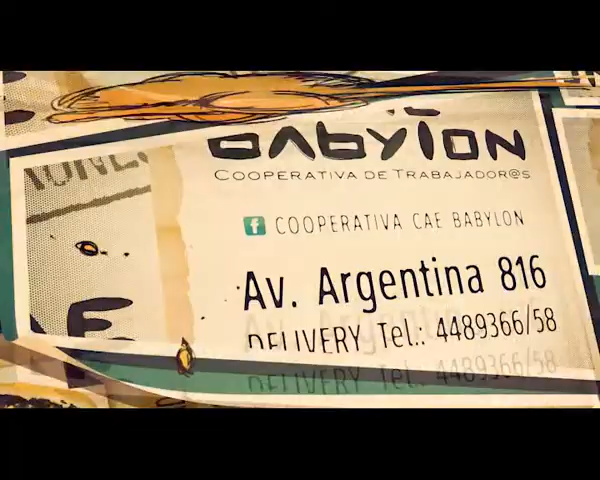 BABYLON
COOPERATIVA DE TRABAJADOR@S
f COOPERATIVA CAE BABYLON
Av. Argentina 816
DELIVERY Tel.: 4489366/58
DELIVERY Tel.: 4489366/58